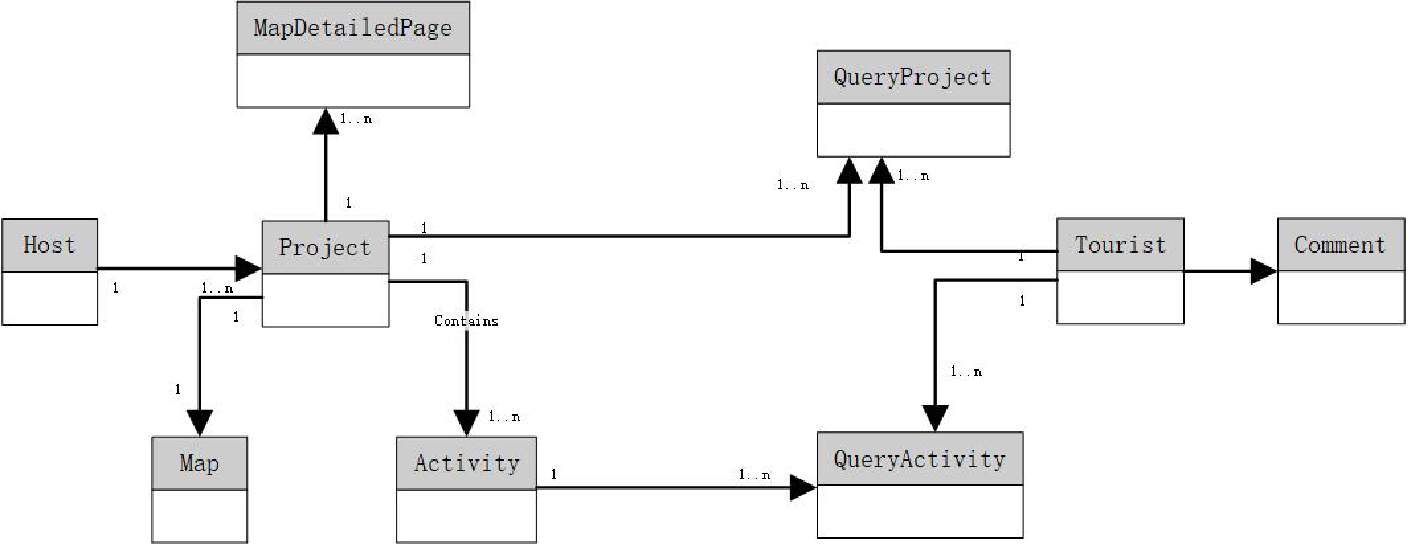 MapDetailedPage
QueryProject
1..n
1..n
1..n
1
Host
Project
1
Tourist
Comment
1
1
1
1..n
1
1
Contains
1..n
1
1..n
Map
Activity
QueryActivity
1
1..n